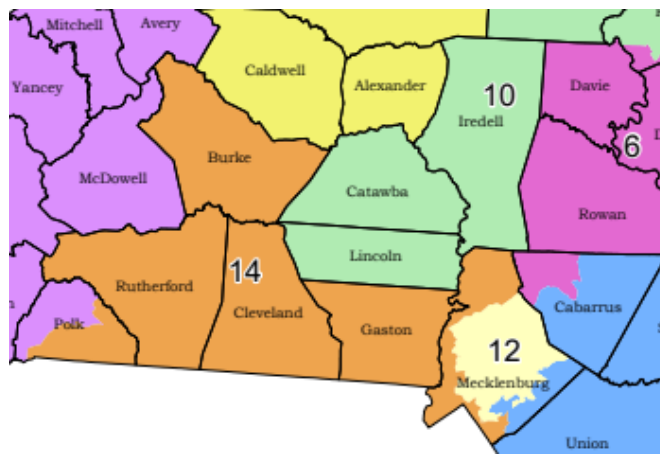 Mitchell
Avery
Yancey
Caldwell
Alexander
10
Iredell
Davie
6
McDowell
Burke
Catawba
Rowan
Lincoln
14
Rutherford
Cleveland
Polk
Gaston
Cabarrus
12
Mecklenburg
Union